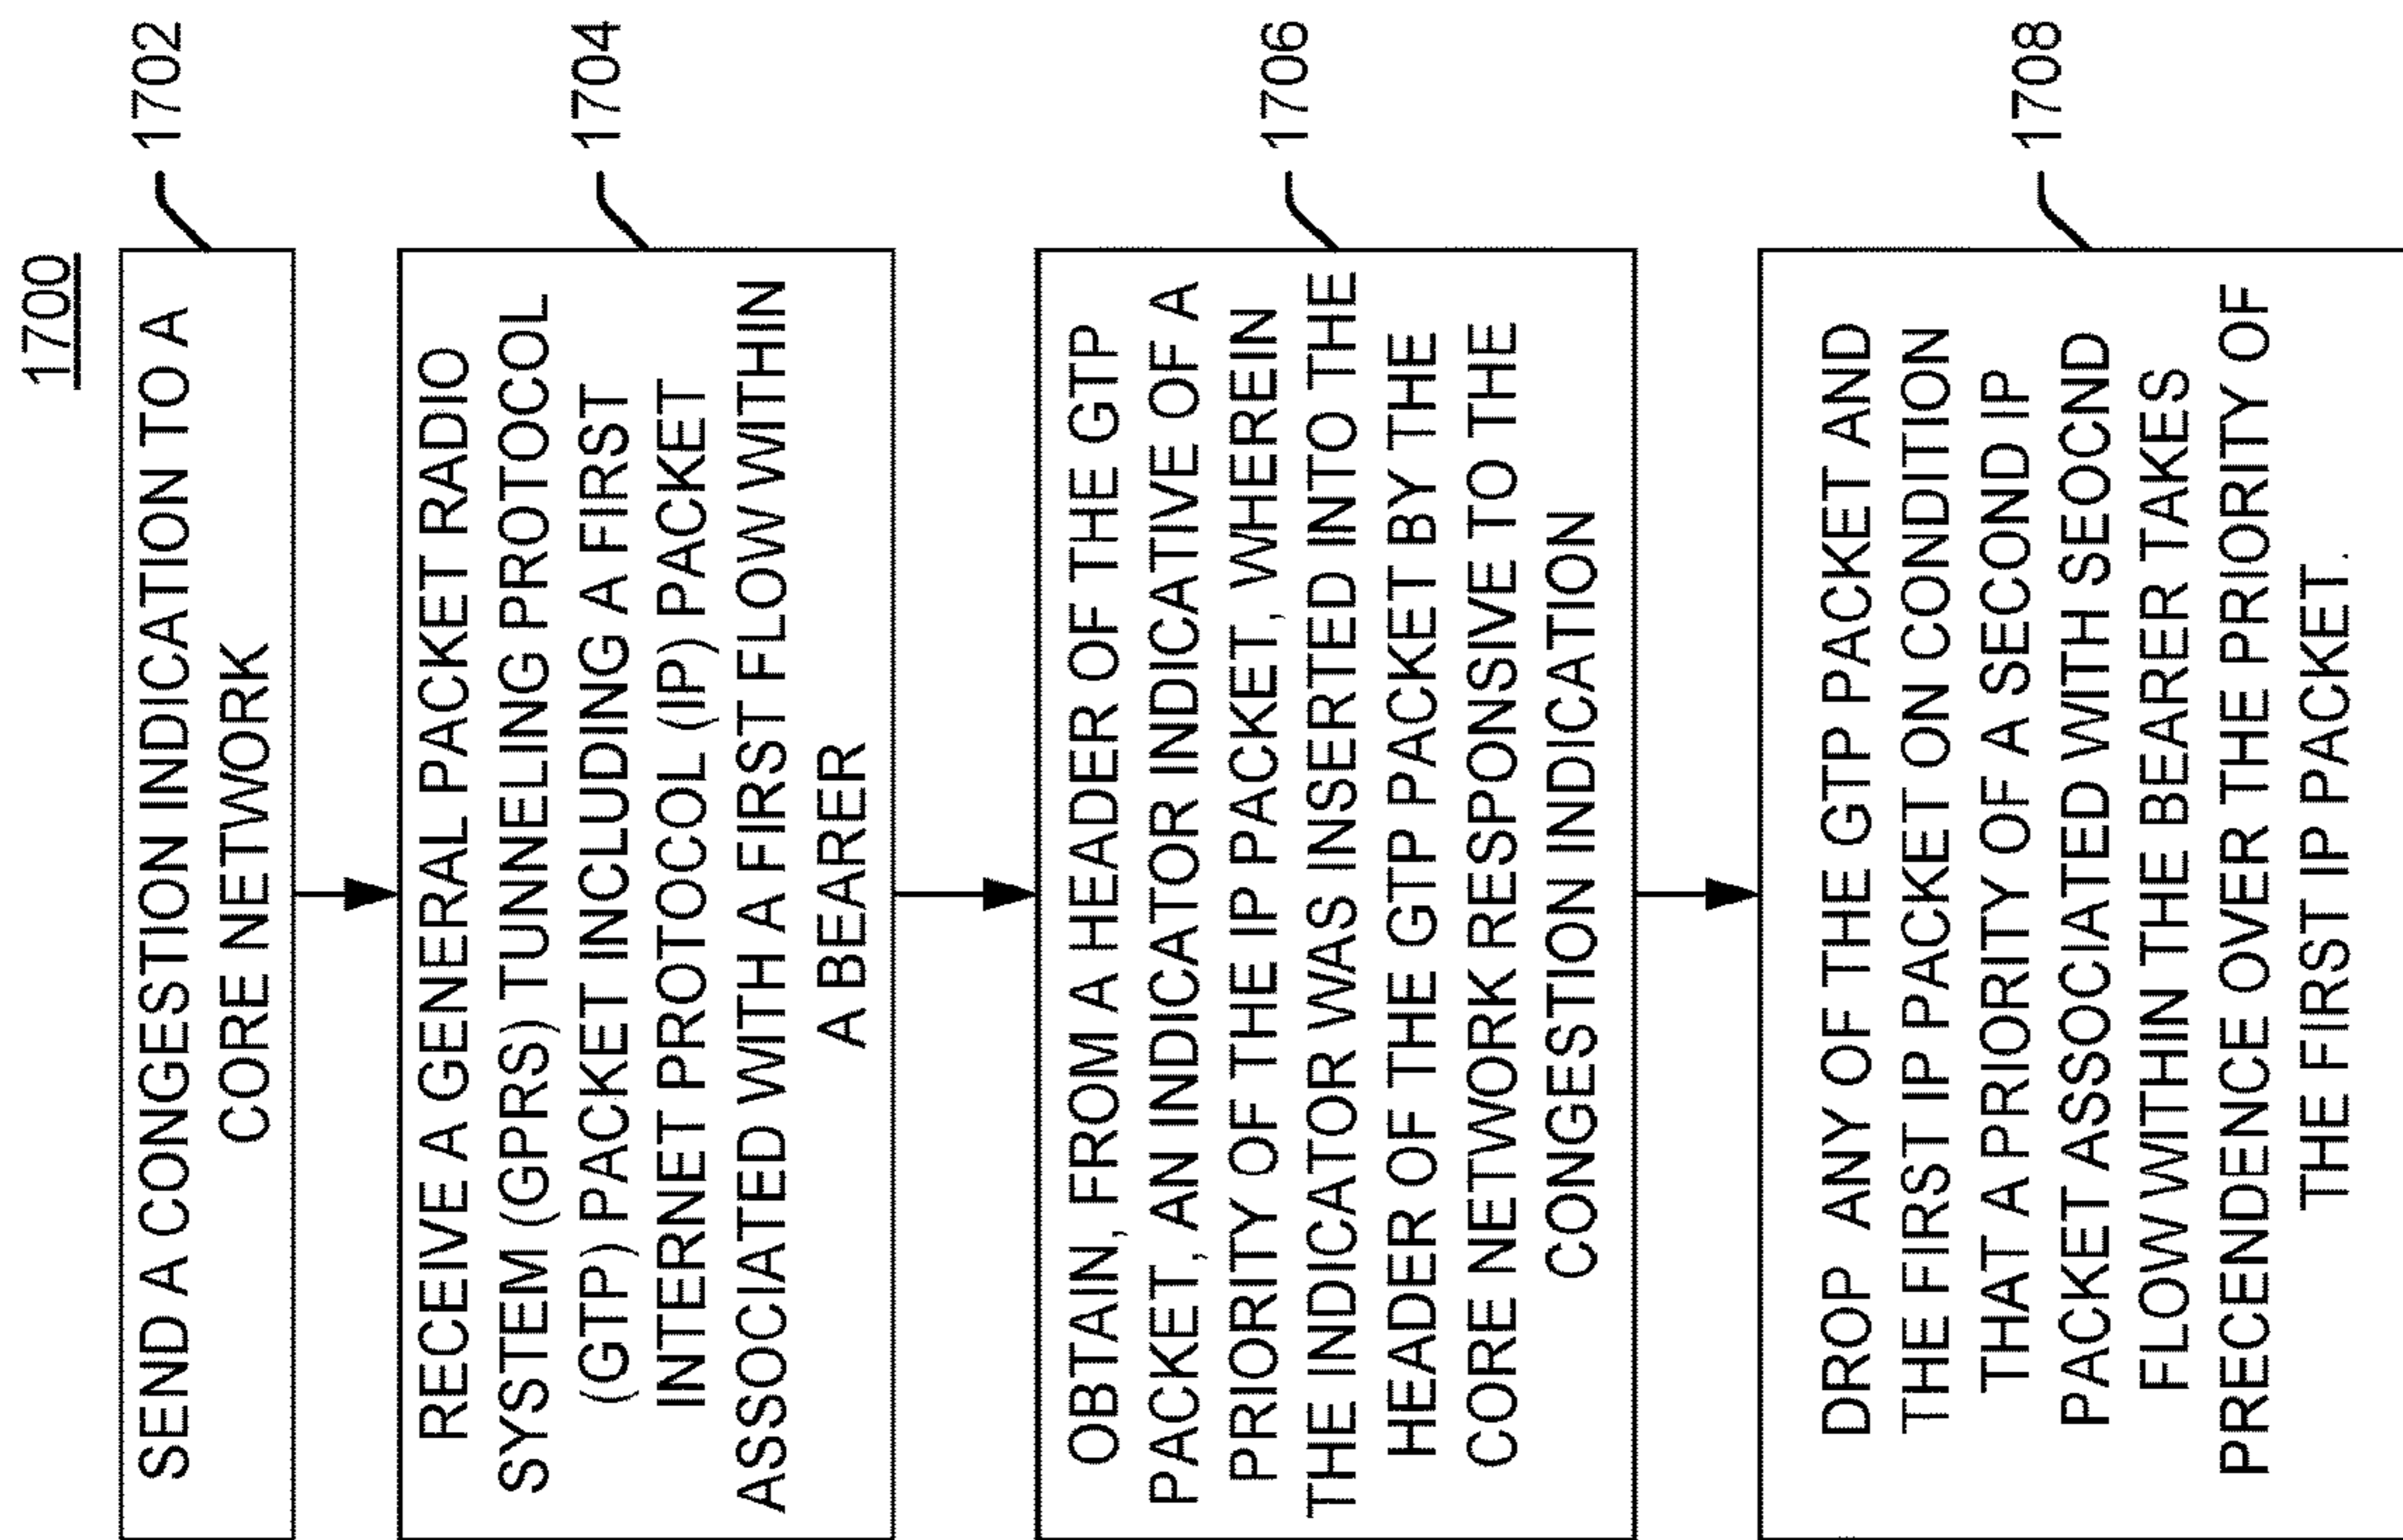 1700
SEND A CONGESTION INDICATION TO A
CORE NETWORK
1702
RECEIVE A GENERAL PACKET RADIO
SYSTEM (GPRS) TUNNELING PROTOCOL
(GTP) PACKET INCLUDING A FIRST
INTERNET PROTOCOL (IP) PACKET
ASSOCIATED WITH A FIRST FLOW WITHIN
A BEARER
1704
OBTAIN, FROM A HEADER OF THE GTP
PACKET, AN INDICATOR INDICATIVE OF A
PRIORITY OF THE IP PACKET, WHEREIN
THE INDICATOR WAS INSERTED INTO THE
HEADER OF THE GTP PACKET BY THE
CORE NETWORK RESPONSIVE TO THE
CONGESTION INDICATION
1706
DROP ANY OF THE GTP PACKET AND
THE FIRST IP PACKET ON CONDITION
THAT A PRIORITY OF A SECOND IP
PACKET ASSOCIATED WITH SEOCND
FLOW WITHIN THE BEARER TAKES
PRECENDENCE OVER THE PRIORITY OF
THE FIRST IP PACKET.
1708